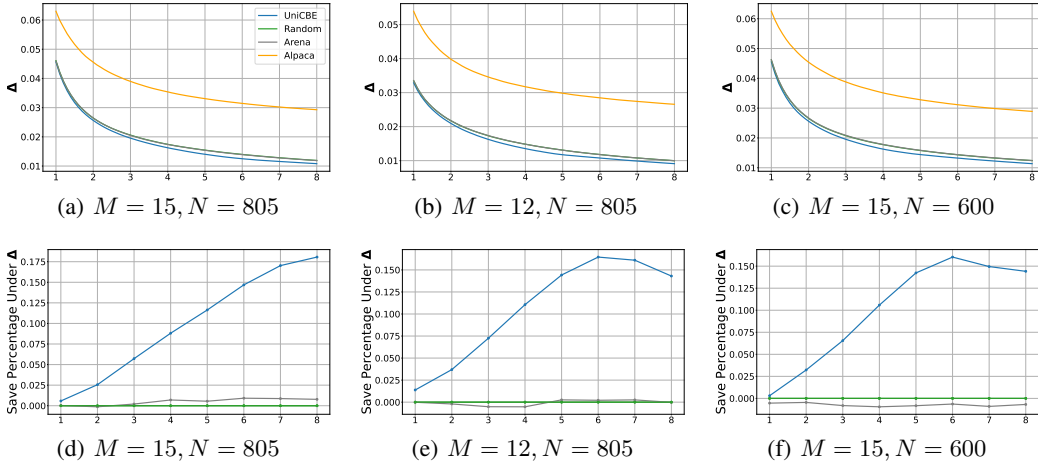 UniCBE
Random
Arena
Alpaca
Δ
0.06
0.05
0.04
0.03
0.02
0.01
1 2 3 4 5 6 7 8
(a) M = 15, N = 805
Δ
0.05
0.04
0.03
0.02
0.01
1 2 3 4 5 6 7 8
(b) M = 12, N = 805
Δ
0.06
0.05
0.04
0.03
0.02
0.01
1 2 3 4 5 6 7 8
(c) M = 15, N = 600
Save Percentage Under Δ
0.175
0.150
0.125
0.100
0.075
0.050
0.025
0.000
1 2 3 4 5 6 7 8
(d) M = 15, N = 805
Save Percentage Under Δ
0.150
0.125
0.100
0.075
0.050
0.025
0.000
1 2 3 4 5 6 7 8
(e) M = 12, N = 805
Save Percentage Under Δ
0.150
0.125
0.100
0.075
0.050
0.025
0.000
1 2 3 4 5 6 7 8
(f) M = 15, N = 600